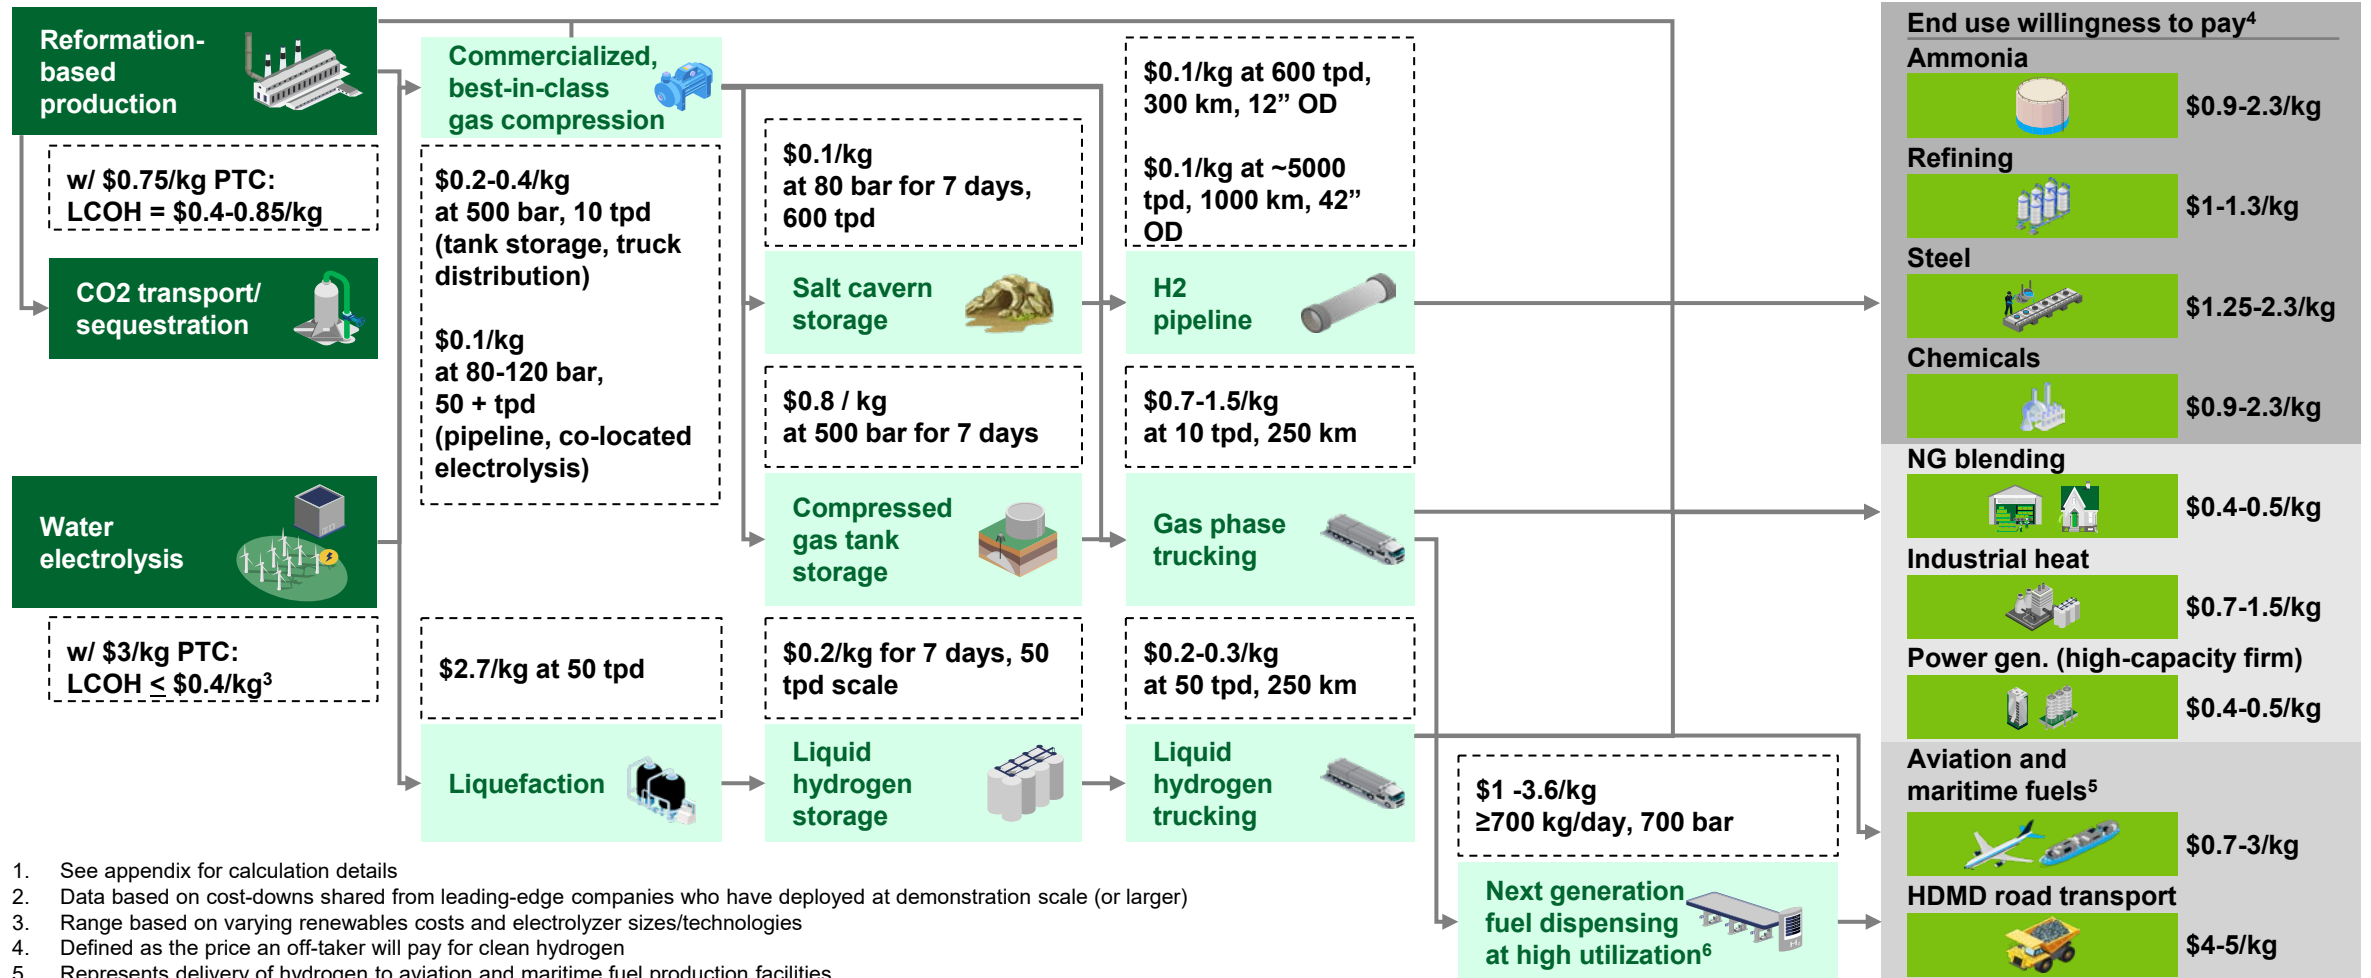 Reformation-
based
production
w/ $0.75/kg PTC:
LCOH = $0.4-0.85/kg
CO2 transport/
sequestration
Water
electrolysis
w/ $3/kg PTC:
LCOH ≤ $0.4/kg3
Commercialized,
best-in-class
gas compression
$0.2-0.4/kg
at 500 bar, 10 tpd
(tank storage, truck
distribution)
$0.1/kg
at 80-120 bar,
50 + tpd
(pipeline, co-located
electrolysis)
$2.7/kg at 50 tpd
Liquefaction
$0.1/kg
at 80 bar for 7 days,
600 tpd
Salt cavern
storage
$0.8 / kg
at 500 bar for 7 days
Compressed
gas tank
storage
$0.2/kg for 7 days, 50
tpd scale
Liquid
hydrogen
storage
$0.1/kg at 600 tpd,
300 km, 12” OD
$0.1/kg at ~5000
tpd, 1000 km, 42”
OD
H2
pipeline
$0.7-1.5/kg
at 10 tpd, 250 km
Gas phase
trucking
$0.2-0.3/kg
at 50 tpd, 250 km
Liquid
hydrogen
trucking
$1 -3.6/kg
≥700 kg/day, 700 bar
Next generation
fuel dispensing
at high utilization6
End use willingness to pay4
Ammonia
$0.9-2.3/kg
Refining
$1-1.3/kg
Steel
$1.25-2.3/kg
Chemicals
$0.9-2.3/kg
NG blending
$0.4-0.5/kg
Industrial heat
$0.7-1.5/kg
Power gen. (high-capacity firm)
$0.4-0.5/kg
Aviation and
maritime fuels5
$0.7-3/kg
HDMD road transport
$4-5/kg
1. See appendix for calculation details
2. Data based on cost-downs shared from leading-edge companies who have deployed at demonstration scale (or larger)
3. Range based on varying renewables costs and electrolyzer sizes/technologies
4. Defined as the price an off-taker will pay for clean hydrogen
5. Represents delivery of hydrogen to aviation and maritime fuel production facilities